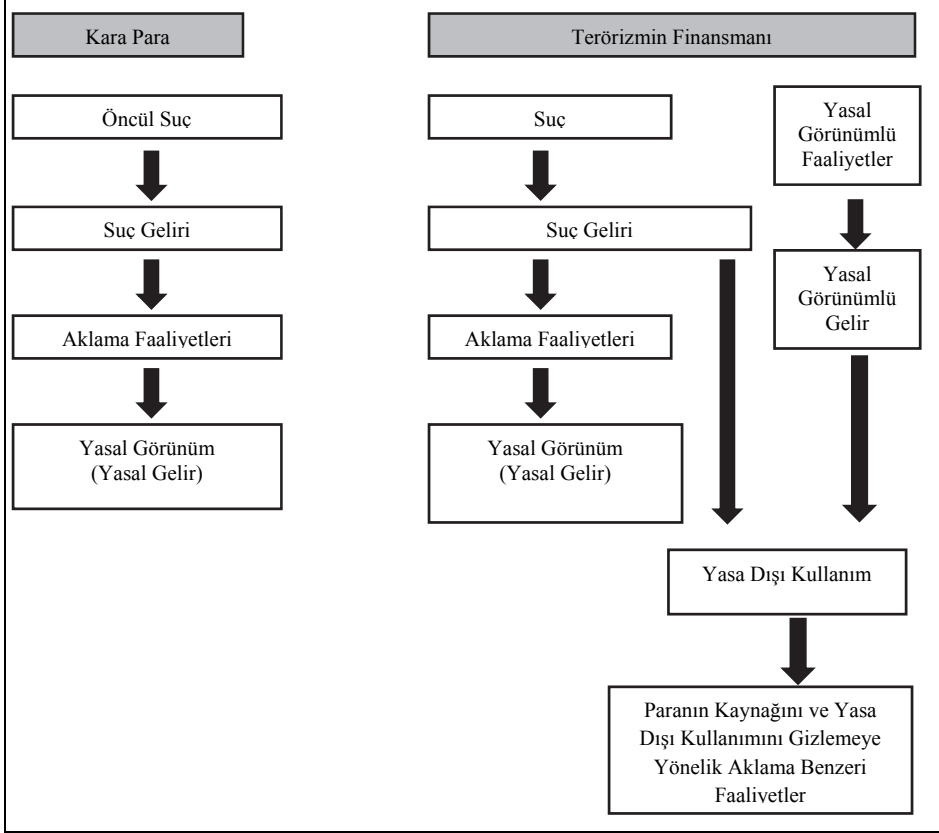 Kara Para
Terörizmin Finansmanı
Öncül Suç
Suç Geliri
Aklama Faaliyetleri
Yasal Görünüm
(Yasal Gelir)
Suç
Suç Geliri
Aklama Faaliyetleri
Yasal Görünüm
(Yasal Gelir)
Yasal
Görünümlü
Faaliyetler
Yasal
Görünümlü
Gelir
Yasa Dışı Kullanım
Paranın Kaynağını ve Yasa
Dışı Kullanımını Gizlemeye
Yönelik Aklama Benzeri
Faaliyetler